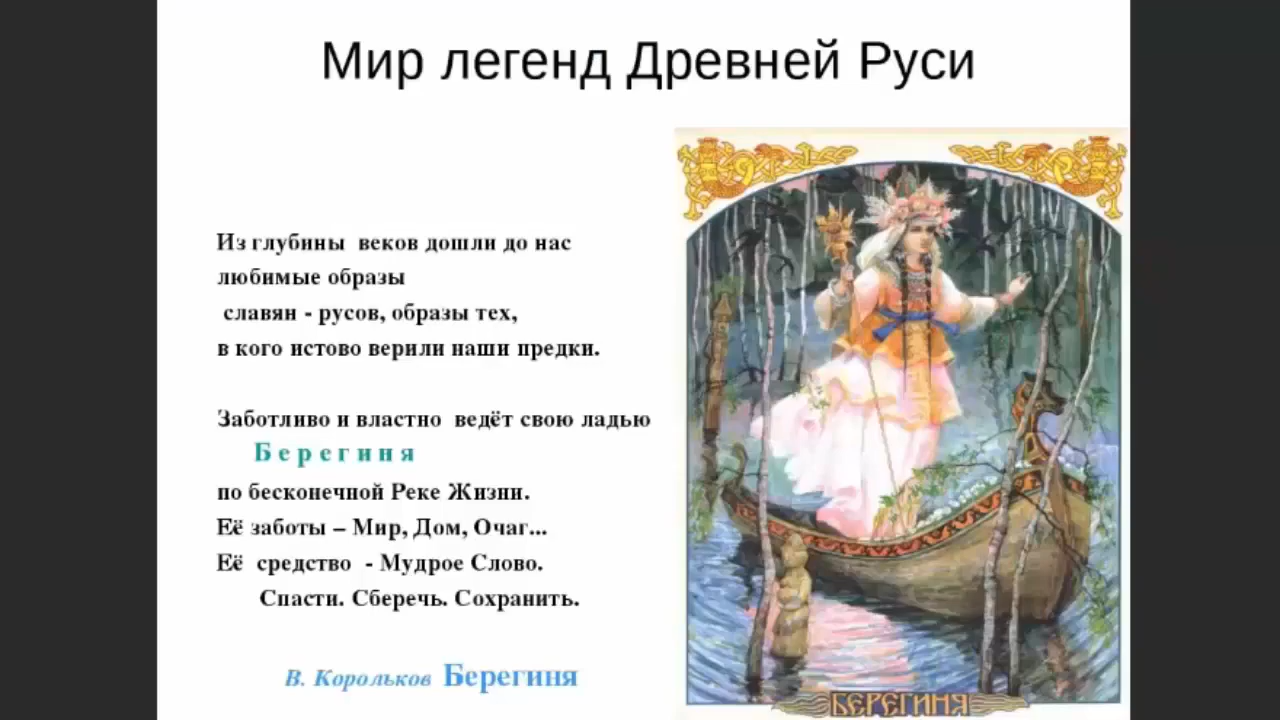 Мир легенд Древней Руси
Из глубины веков дошли до нас
любимые образы
славян - русов, образы тех,
в кого истово верили наши предки.
Заботливо и властно ведёт свою ладью
Берегиня
по бесконечной Реке Жизни.
Её заботы – Мир, Дом, Очаг...
Её средство - Мудрое Слово.
Спасти. Сберечь. Сохранить.
В. Корольков Берегиня
БЕРЕГИНЯ